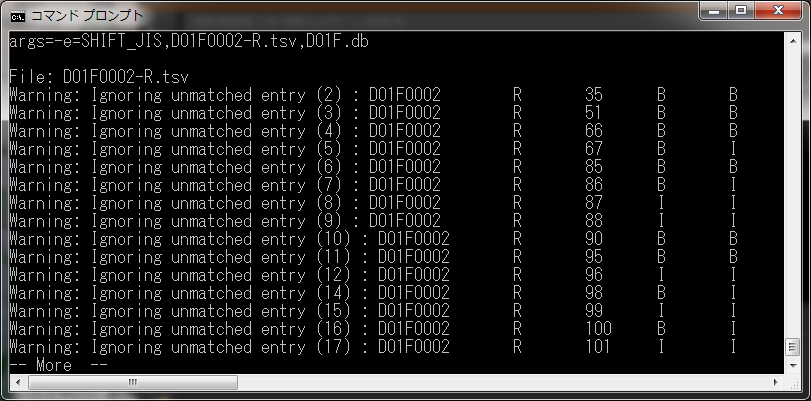 コマンド プロンプト
args=-e=SHIFT_JIS,D01F0002-R.tsv,D01F.db
File: D01F0002-R.tsv
Warning: Ignoring unmatched entry (2) : D01F0002 R 35 B B
Warning: Ignoring unmatched entry (3) : D01F0002 R 51 B B
Warning: Ignoring unmatched entry (4) : D01F0002 R 66 B B
Warning: Ignoring unmatched entry (5) : D01F0002 R 67 B I
Warning: Ignoring unmatched entry (6) : D01F0002 R 85 B B
Warning: Ignoring unmatched entry (7) : D01F0002 R 86 B I
Warning: Ignoring unmatched entry (8) : D01F0002 R 87 I I
Warning: Ignoring unmatched entry (9) : D01F0002 R 88 I I
Warning: Ignoring unmatched entry (10) : D01F0002 R 90 B B
Warning: Ignoring unmatched entry (11) : D01F0002 R 95 B B
Warning: Ignoring unmatched entry (12) : D01F0002 R 96 I I
Warning: Ignoring unmatched entry (14) : D01F0002 R 98 B I
Warning: Ignoring unmatched entry (15) : D01F0002 R 99 I I
Warning: Ignoring unmatched entry (16) : D01F0002 R 100 B I
Warning: Ignoring unmatched entry (17) : D01F0002 R 101 I I
-- More --